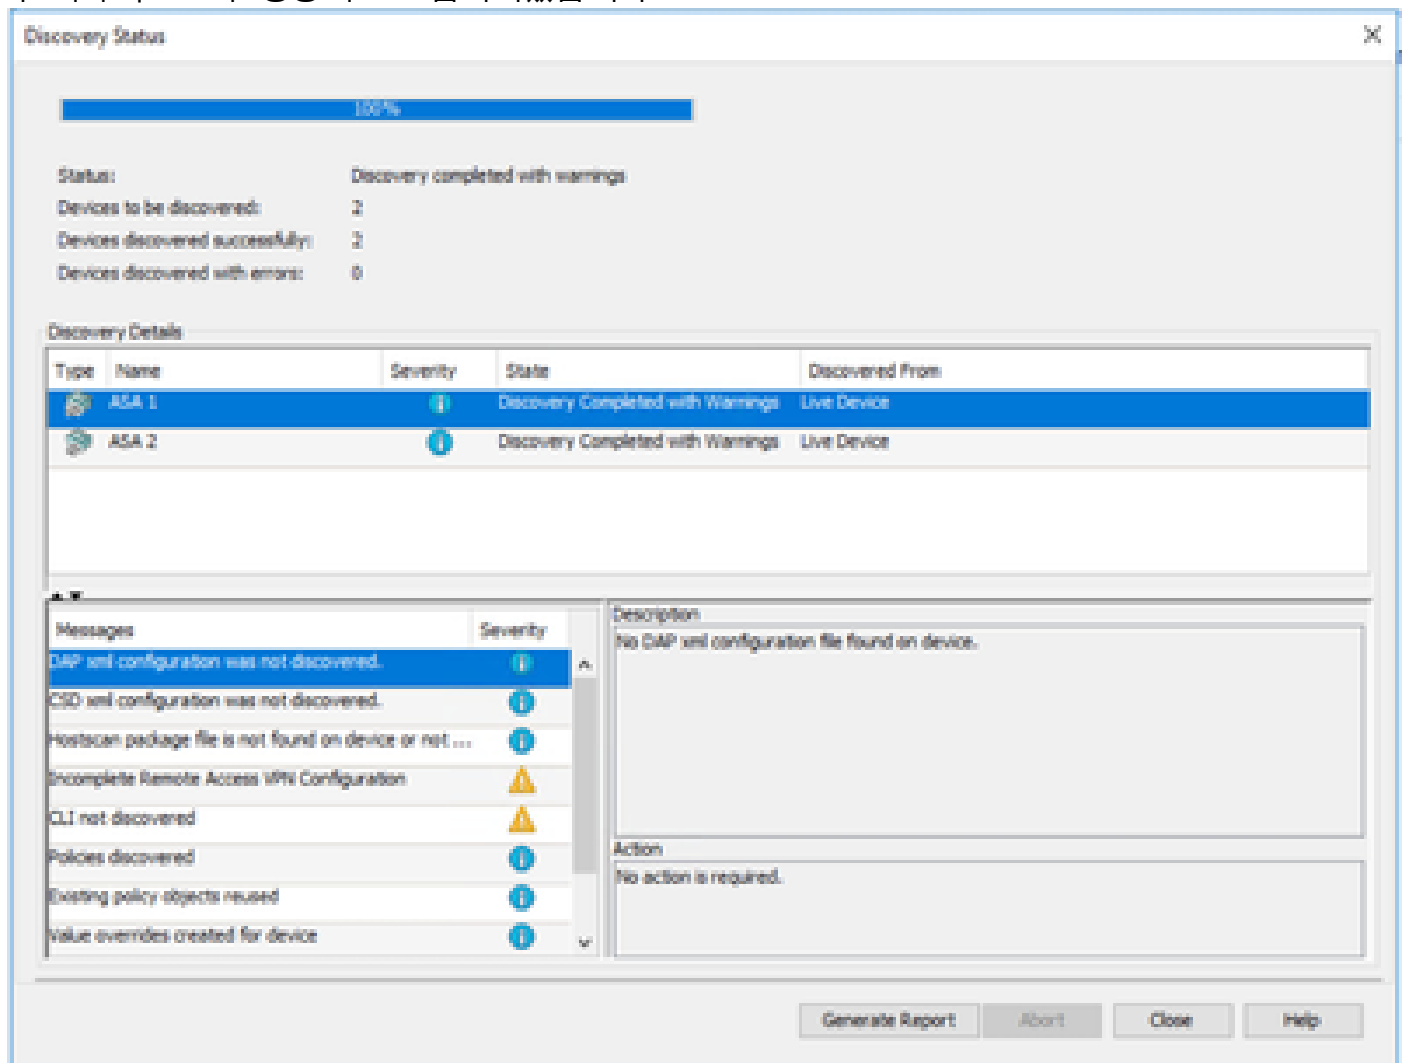 Discovery Status
100%
Status: Discovery completed with warnings
Devices to be discovered: 2
Devices discovered successfully: 2
Devices discovered with errors: 0
Discovery Details
Type Name Severity State Discovered From
ASA 1 Discovery Completed with Warnings Live Device
ASA 2 Discovery Completed with Warnings Live Device
Messages Severity
DAP xml configuration was not discovered.
CSD xml configuration was not discovered.
Hostscan package file is not found on device or not ...
Incomplete Remote Access VPN Configuration
CLI not discovered
Policies discovered
Existing policy objects reused
Value overrides created for device
Description
No DAP xml configuration file found on device.
Action
No action is required.
Generate Report Abort Close Help